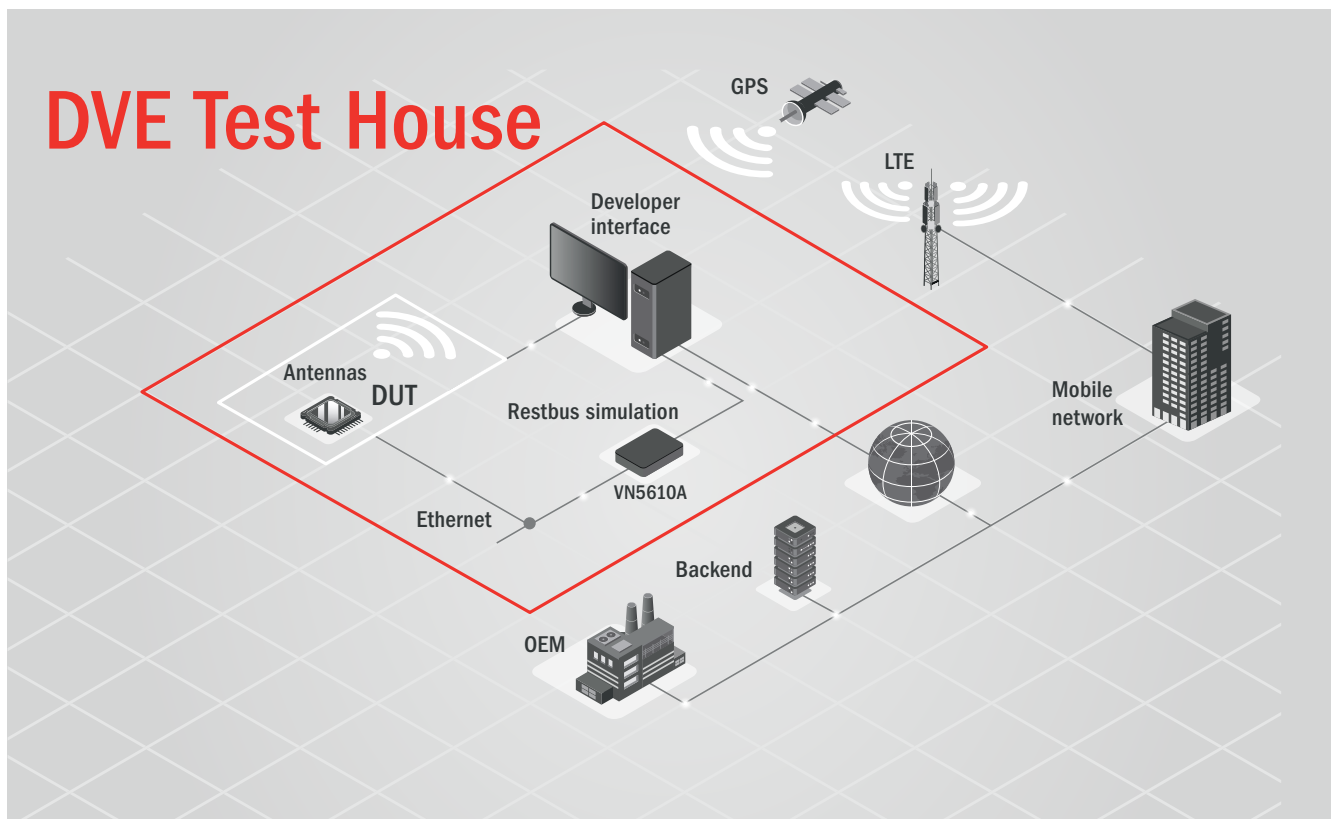 DVE Test House
GPS
LTE
Developer
interface
Antennas
DUT
Restbus simulation
Mobile
network
VN5610A
Ethernet
Backend
OEM